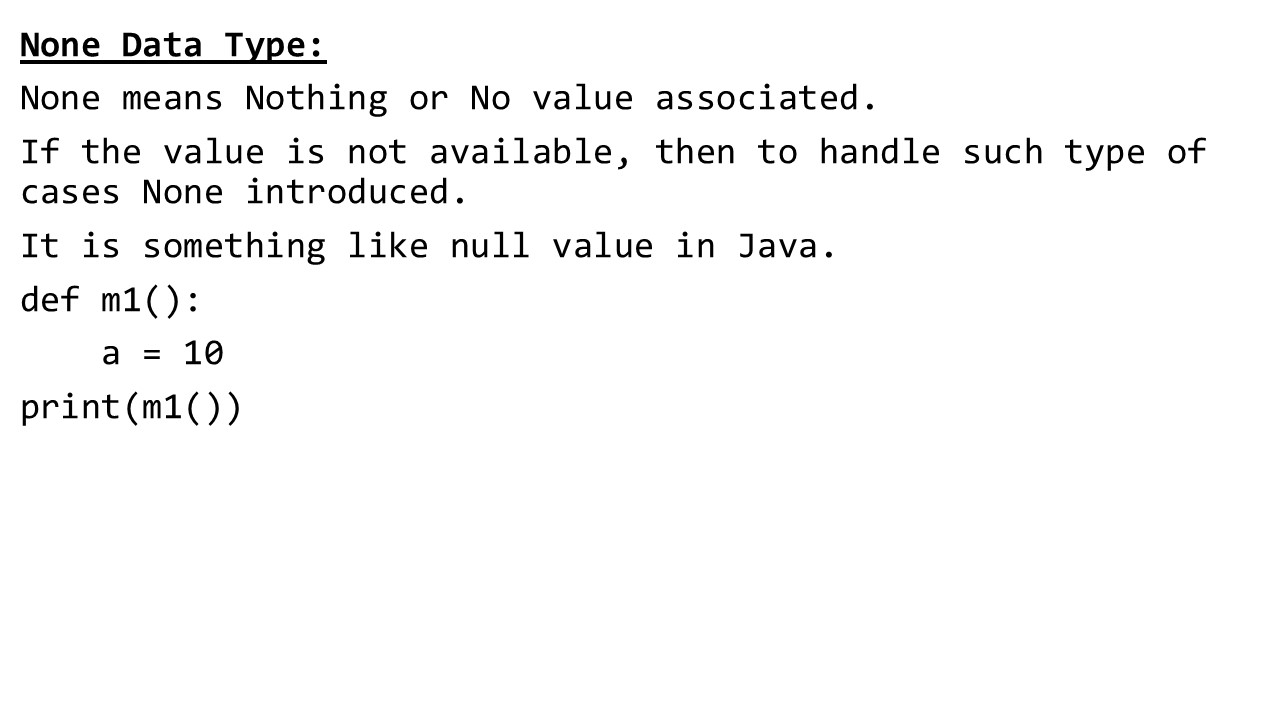 None Data Type:
None means Nothing or No value associated.
If the value is not available, then to handle such type of
cases None introduced.
It is something like null value in Java.
def m1():
    a = 10
print(m1())